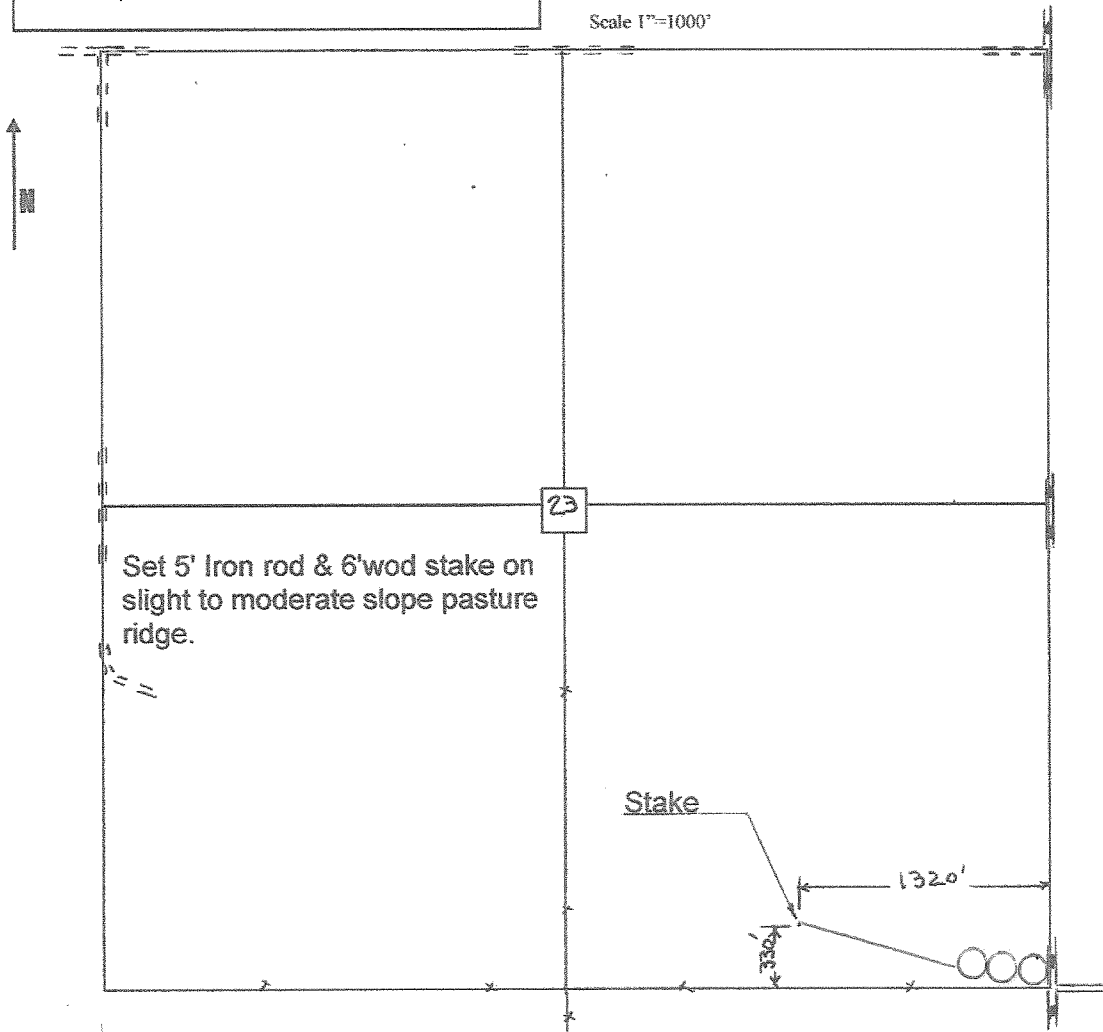 Scale 1"=1000'
N
23
Set 5' Iron rod & 6'wod stake on
slight to moderate slope pasture
ridge.
Stake
1320'
330'